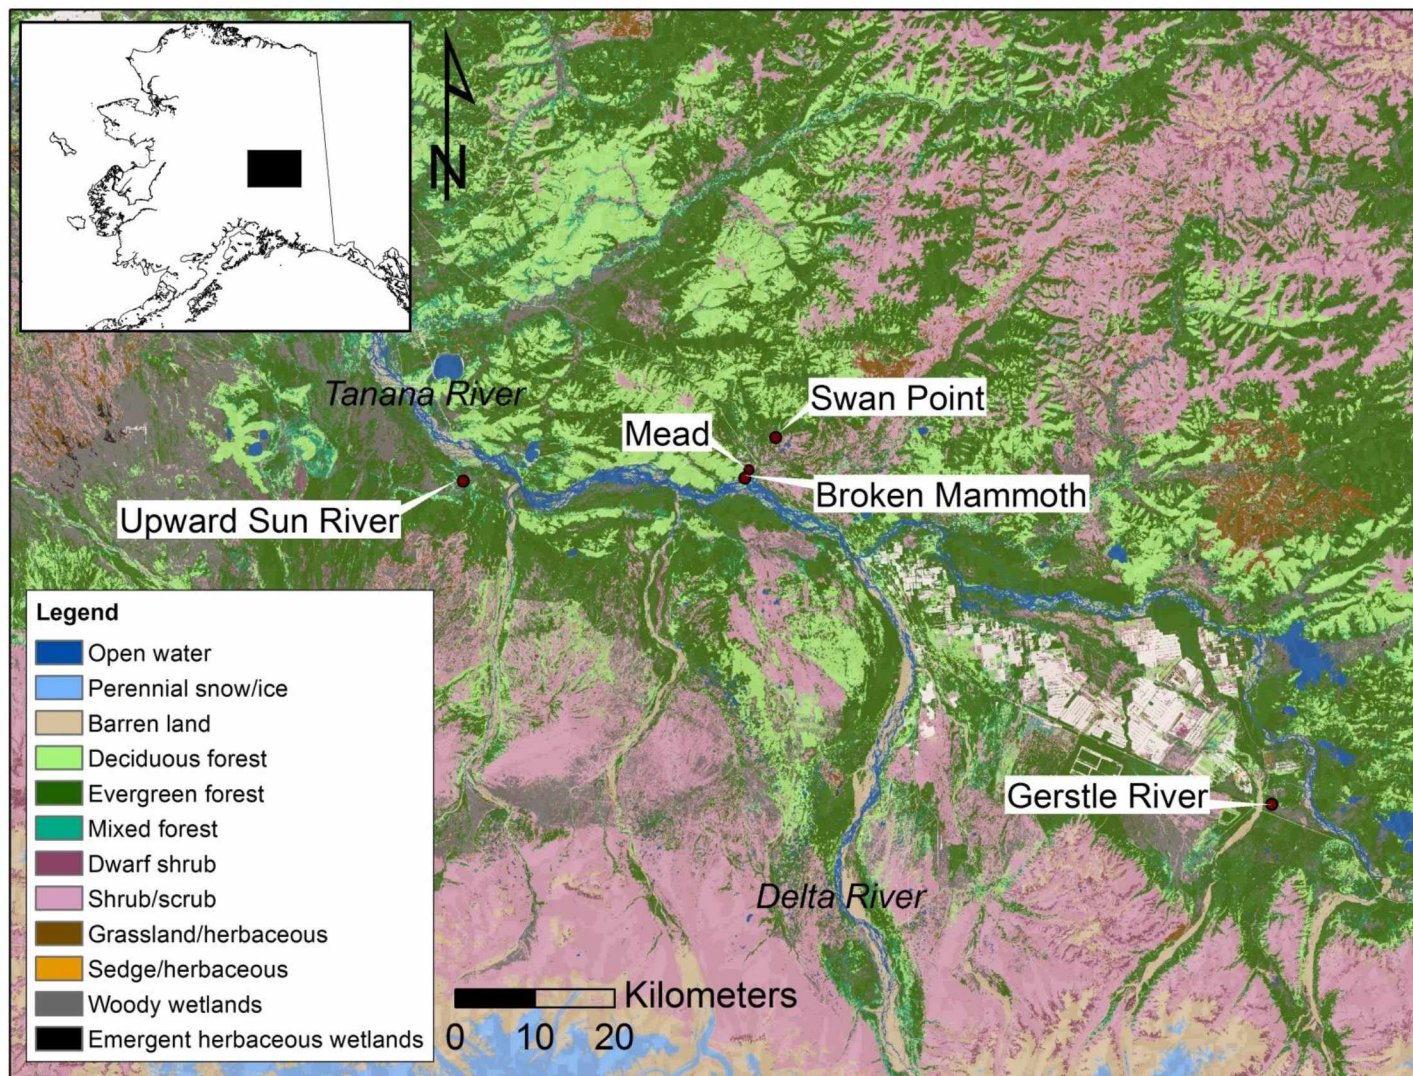 N
Tanana River
Swan Point
Mead
Broken Mammoth
Upward Sun River
Legend
Open water
Perennial snow/ice
Barren land
Deciduous forest
Evergreen forest
Mixed forest
Dwarf shrub
Shrub/scrub
Grassland/herbaceous
Sedge/herbaceous
Woody wetlands
Emergent herbaceous wetlands
Gerstle River
Delta River
Kilometers
0 10 20